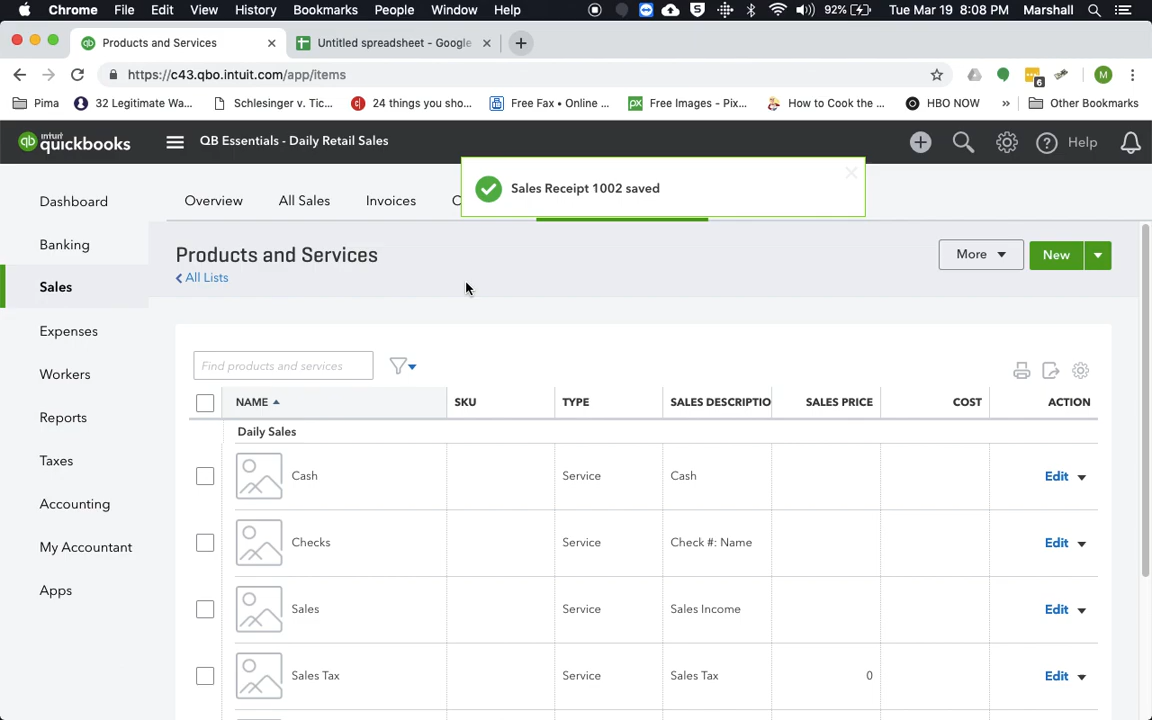 Chrome File Edit View History Bookmarks People Window Help 92% Tue Mar 19 8:08 PM Marshall
Products and Services
Untitled spreadsheet - Google
https://c43.qbo.intuit.com/app/items
6
M
Pima
32 Legitimate Wa...
Schlesinger v. Tic...
24 things you sho...
Free Fax • Online ...
Free Images - Pix...
How to Cook the ...
HBO NOW
»
Other Bookmarks
qb intuit quickbooks
QB Essentials - Daily Retail Sales
Help
Sales Receipt 1002 saved
Dashboard
Banking
Sales
Expenses
Workers
Reports
Taxes
Accounting
My Accountant
Apps
Overview All Sales Invoices
Products and Services
All Lists
More
New
Find products and services
NAME SKU TYPE SALES DESCRIPTIO SALES PRICE COST ACTION
Daily Sales
Cash Service Cash Edit
Checks Service Check #: Name Edit
Sales Service Sales Income Edit
Sales Tax Service Sales Tax 0 Edit